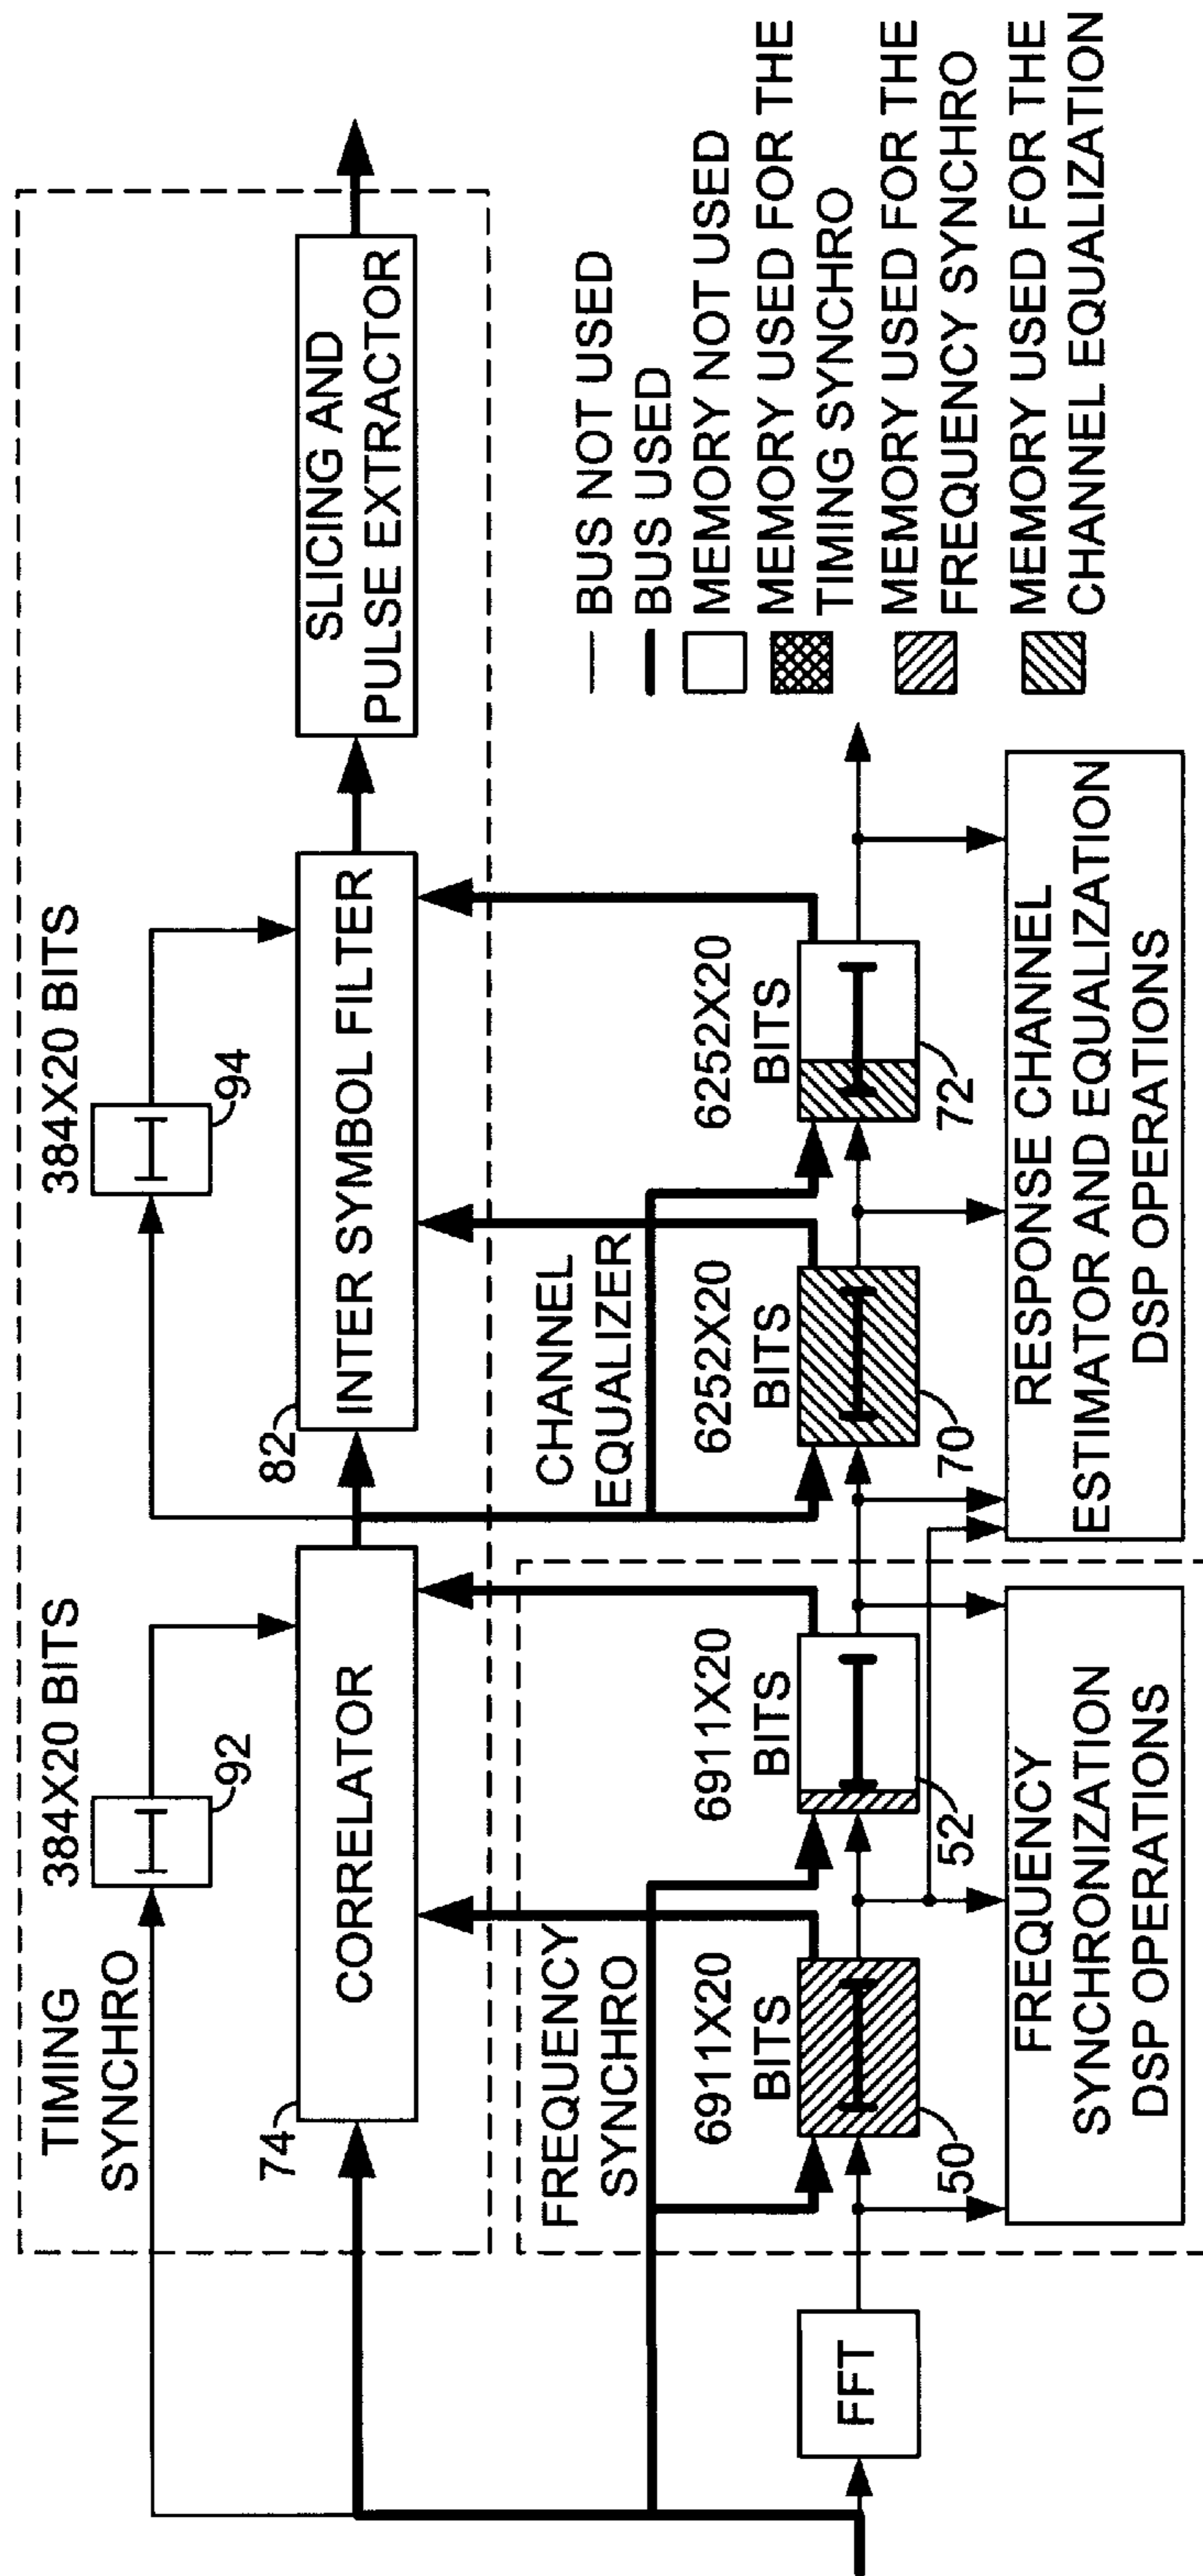 TIMING
SYNCHRO
384X20 BITS
92
384X20 BITS
94
74
CORRELATOR
82
INTER SYMBOL FILTER
SLICING AND
PULSE EXTRACTOR
FREQUENCY
SYNCHRO
CHANNEL
EQUALIZER
FFT
6911X20
BITS
50
6911X20
BITS
52
6252X20
BITS
70
6252X20
BITS
72
FREQUENCY
SYNCHRONIZATION
DSP OPERATIONS
RESPONSE CHANNEL
ESTIMATOR AND EQUALIZATION
DSP OPERATIONS
BUS NOT USED
BUS USED
MEMORY NOT USED
MEMORY USED FOR THE
TIMING SYNCHRO
MEMORY USED FOR THE
FREQUENCY SYNCHRO
MEMORY USED FOR THE
CHANNEL EQUALIZATION